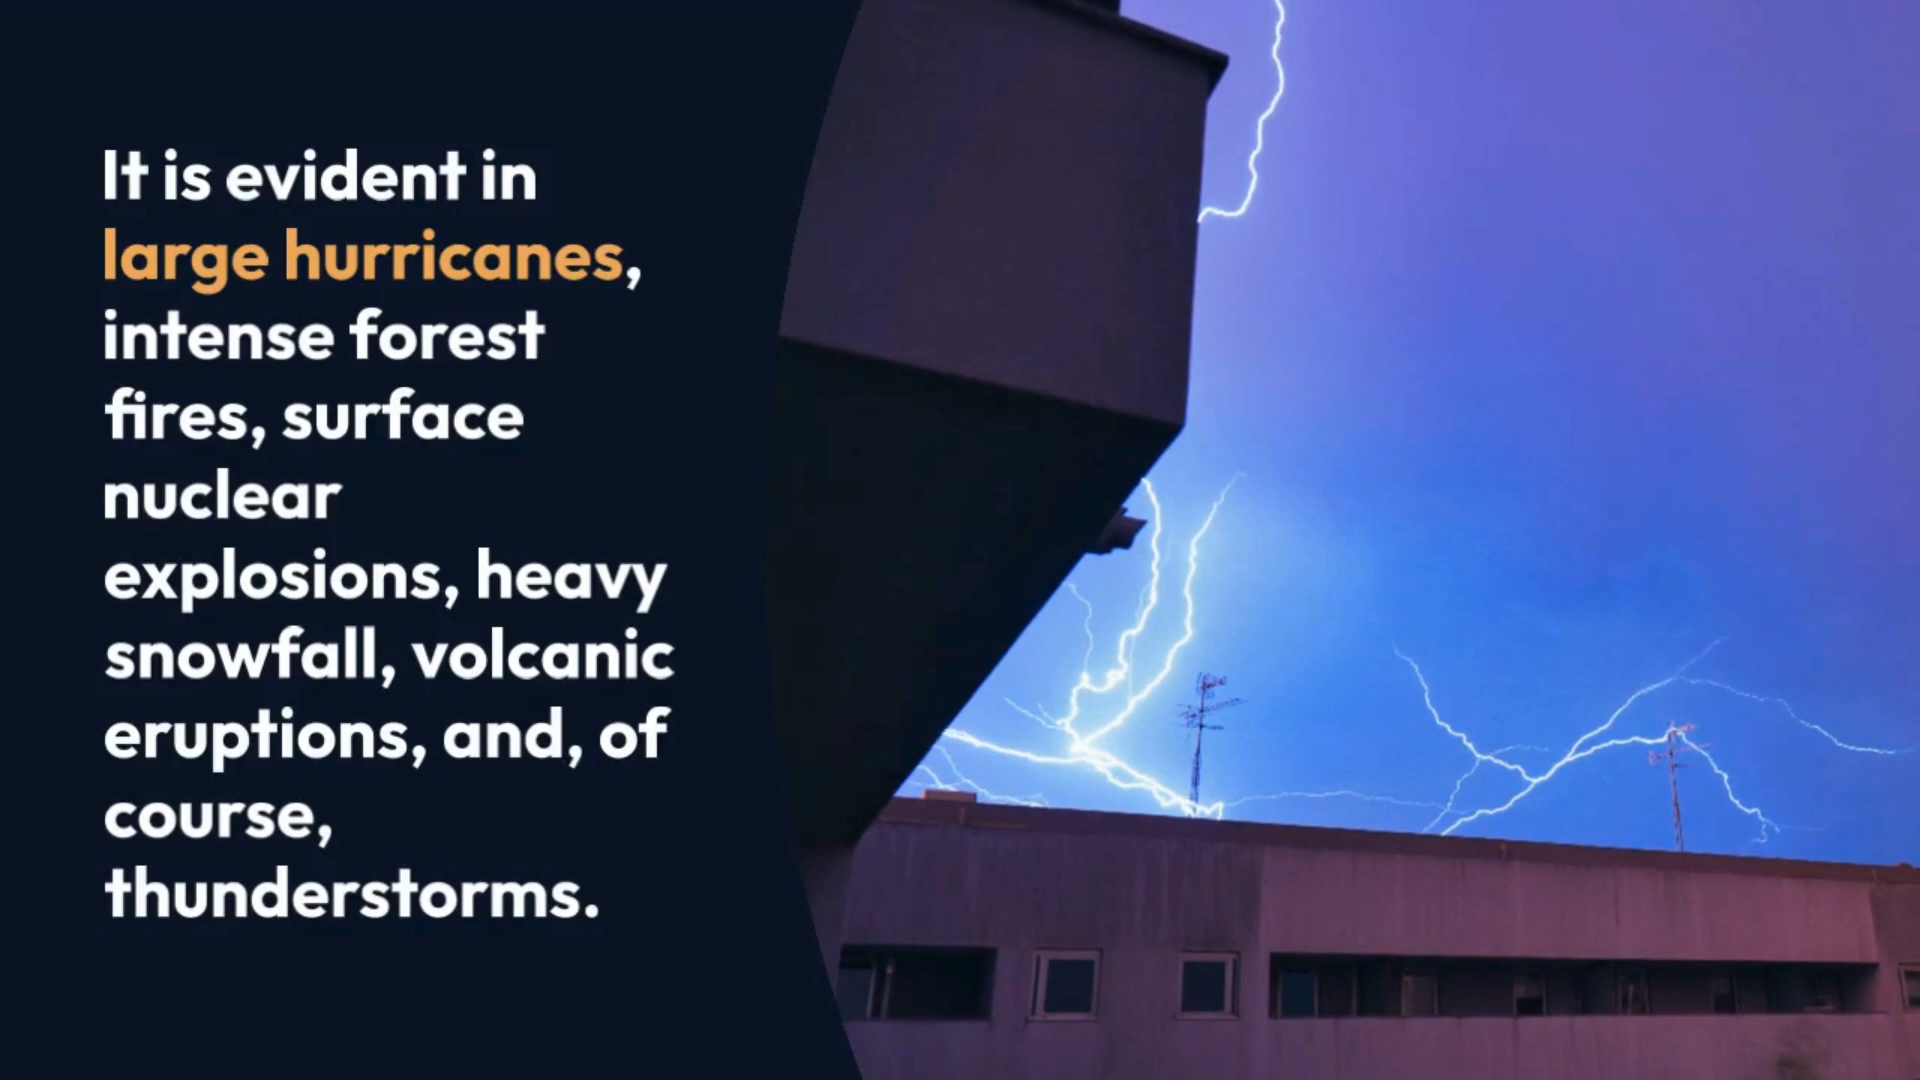 It is evident in
large hurricanes,
intense forest
fires, surface
nuclear
explosions, heavy
snowfall, volcanic
eruptions, and, of
course,
thunderstorms.